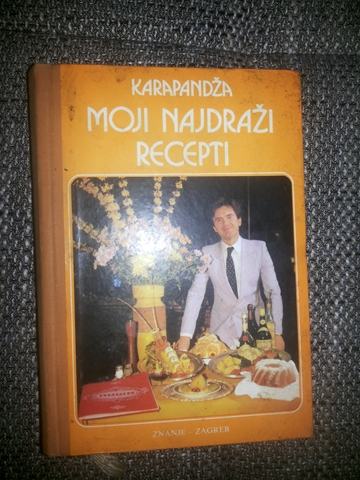 KARAPANDŽA
MOJI NAJDRAŽI
RECEPTI
ZNANJE - ZAGREB